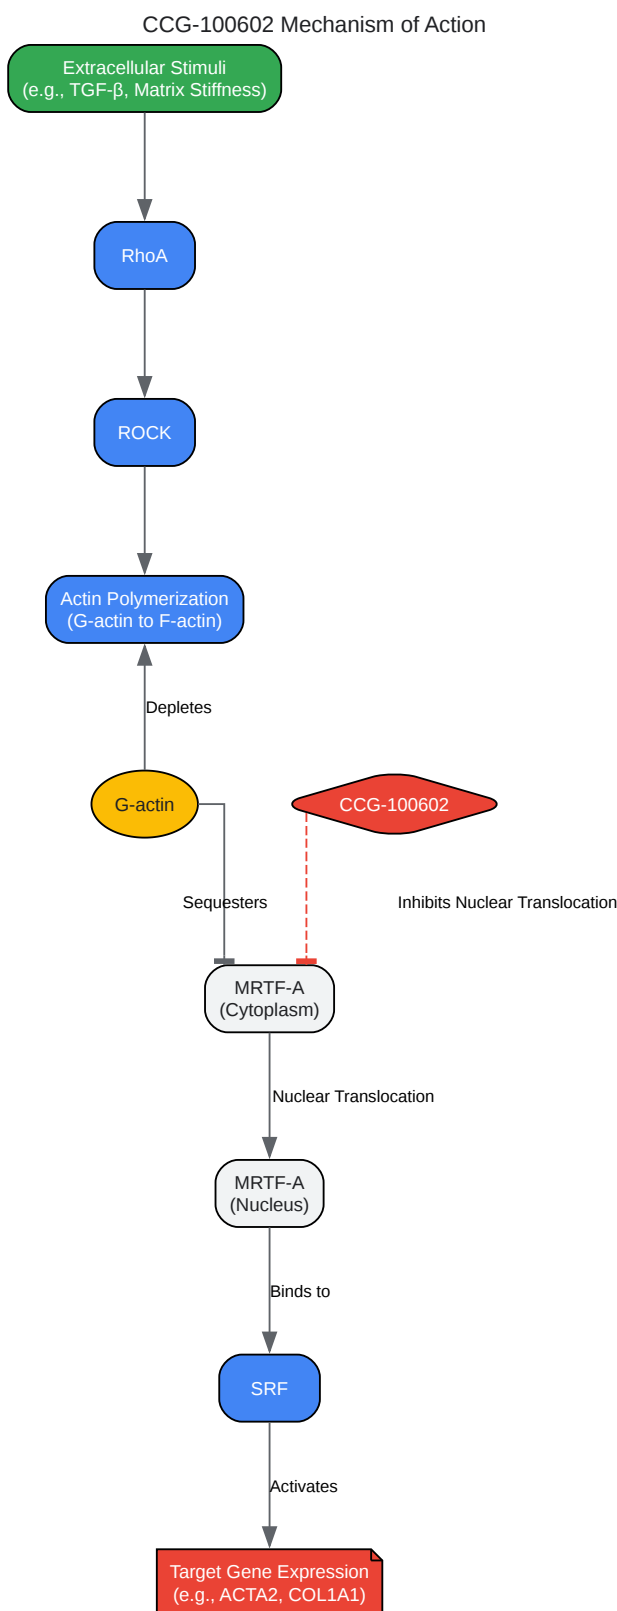 CCG-100602 Mechanism of Action
Extracellular Stimuli
(e.g., TGF-β, Matrix Stiffness)
RhoA
ROCK
Actin Polymerization
(G-actin to F-actin)
Depletes
G-actin
CCG-100602
Sequesters
Inhibits Nuclear Translocation
MRTF-A
(Cytoplasm)
Nuclear Translocation
MRTF-A
(Nucleus)
Binds to
SRF
Activates
Target Gene Expression
(e.g., ACTA2, COL1A1)